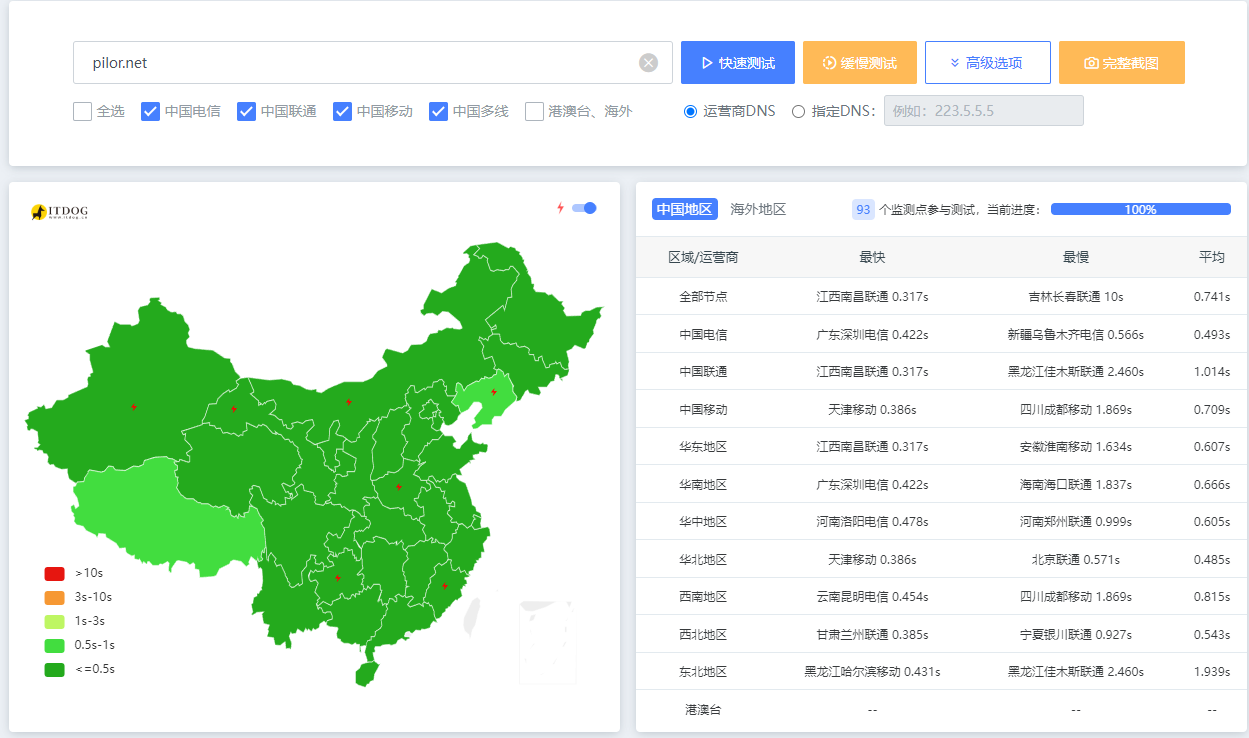 pilor.net
快速测试
缓慢测试
高级选项
完整截图
全选 中国电信 中国联通 中国移动 中国多线 港澳台、海外
运营商DNS 指定DNS： 例如：223.5.5.5
ITDOG
www.itdog.cn
>10s
3s-10s
1s-3s
0.5s-1s
<=0.5s
中国地区 海外地区 93 个监测点参与测试，当前进度： 100%
区域/运营商 最快 最慢 平均
全部节点 江西南昌联通 0.317s 吉林长春联通 10s 0.741s
中国电信 广东深圳电信 0.422s 新疆乌鲁木齐电信 0.566s 0.493s
中国联通 江西南昌联通 0.317s 黑龙江佳木斯联通 2.460s 1.014s
中国移动 天津移动 0.386s 四川成都移动 1.869s 0.709s
华东地区 江西南昌联通 0.317s 安徽淮南移动 1.634s 0.607s
华南地区 广东深圳电信 0.422s 海南海口联通 1.837s 0.666s
华中地区 河南洛阳电信 0.478s 河南郑州联通 0.999s 0.605s
华北地区 天津移动 0.386s 北京联通 0.571s 0.485s
西南地区 云南昆明电信 0.454s 四川成都移动 1.869s 0.815s
西北地区 甘肃兰州联通 0.385s 宁夏银川联通 0.927s 0.543s
东北地区 黑龙江哈尔滨移动 0.431s 黑龙江佳木斯联通 2.460s 1.939s
港澳台 -- -- --